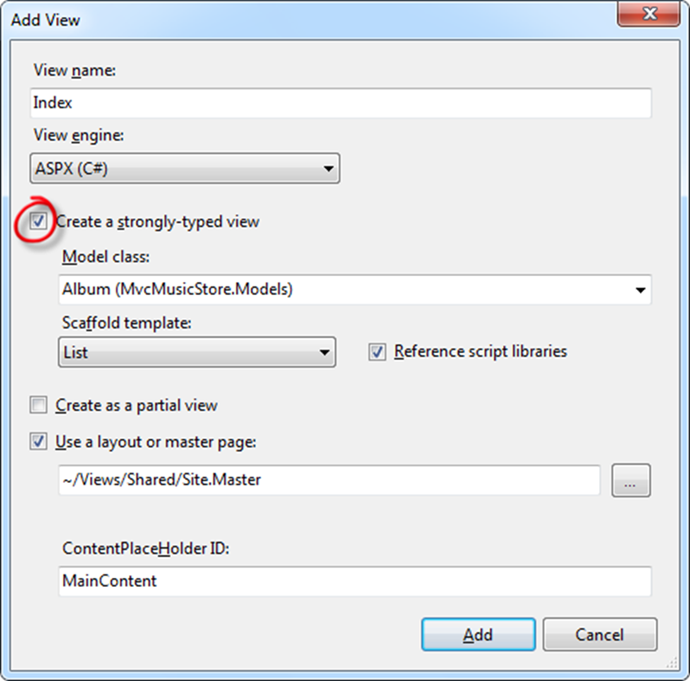 Add View
View name:
Index
View engine:
ASPX (C#)
Create a strongly-typed view
Model class:
Album (MvcMusicStore.Models)
Scaffold template:
List
Reference script libraries
Create as a partial view
Use a layout or master page:
~/Views/Shared/Site.Master
...
ContentPlaceHolder ID:
MainContent
Add Cancel